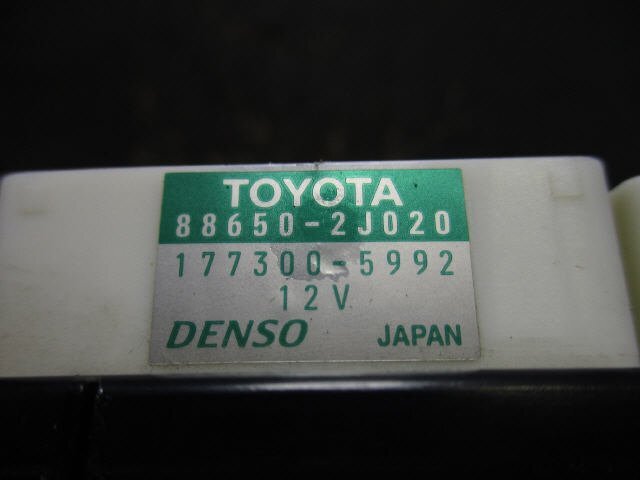 TOYOTA
88650-2J020
177300-5992
12V
DENSO JAPAN